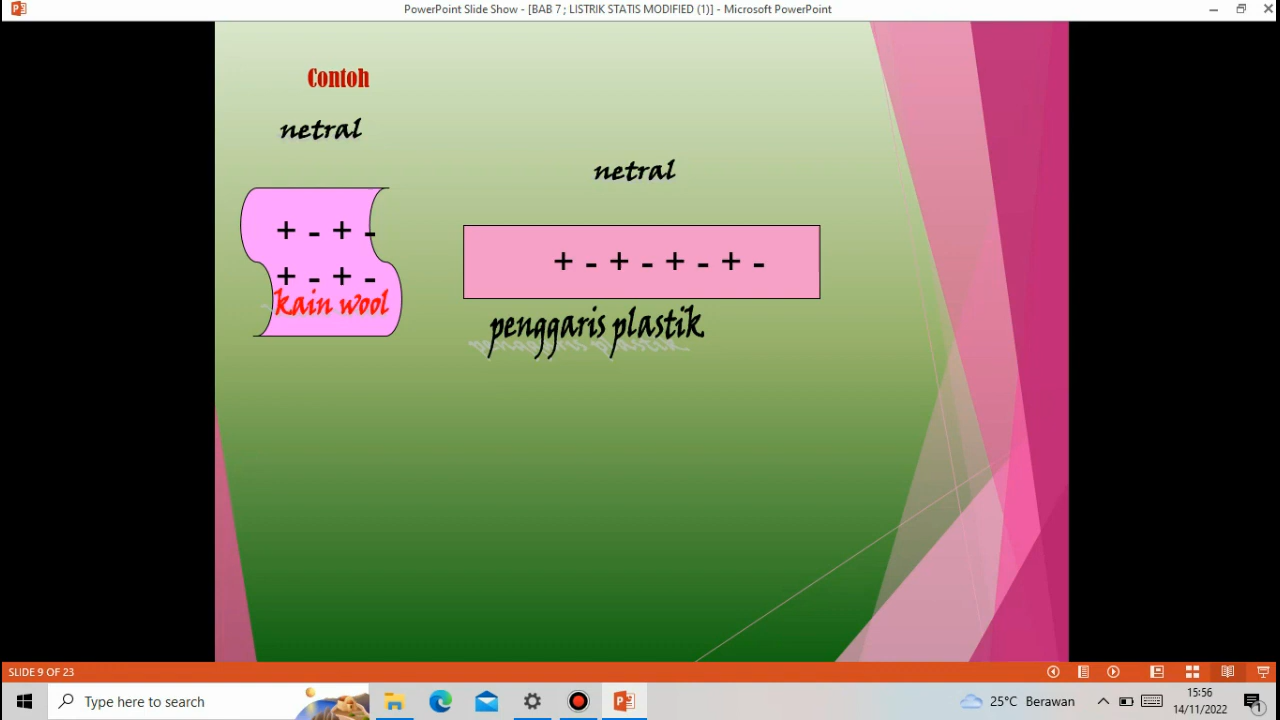 PowerPoint Slide Show - [BAB 7 ; LISTRIK STATIS MODIFIED (1)] - Microsoft PowerPoint
Contoh
netral
netral
+ - + -
+ - + -
kain wool
+ - + - + - + -
penggaris plastik
SLIDE 9 OF 23
Type here to search
25°C Berawan
15:56
14/11/2022
1